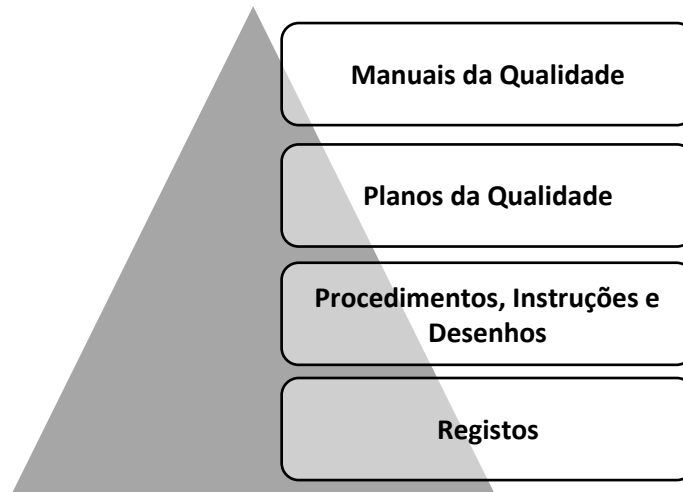 Manuais da Qualidade
Planos da Qualidade
Procedimentos, Instruções e
Desenhos
Registos